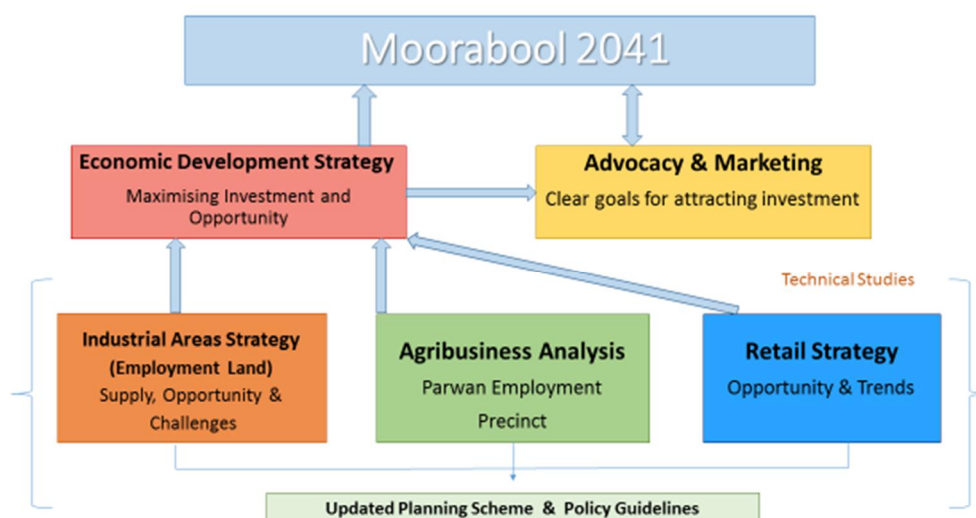 Moorabool 2041
Economic Development Strategy
Maximising Investment and
Opportunity
Advocacy & Marketing
Clear goals for attracting investment
Technical Studies
Industrial Areas Strategy
(Employment Land)
Supply, Opportunity &
Challenges
Agribusiness Analysis
Parwan Employment
Precinct
Retail Strategy
Opportunity & Trends
Updated Planning Scheme & Policy Guidelines